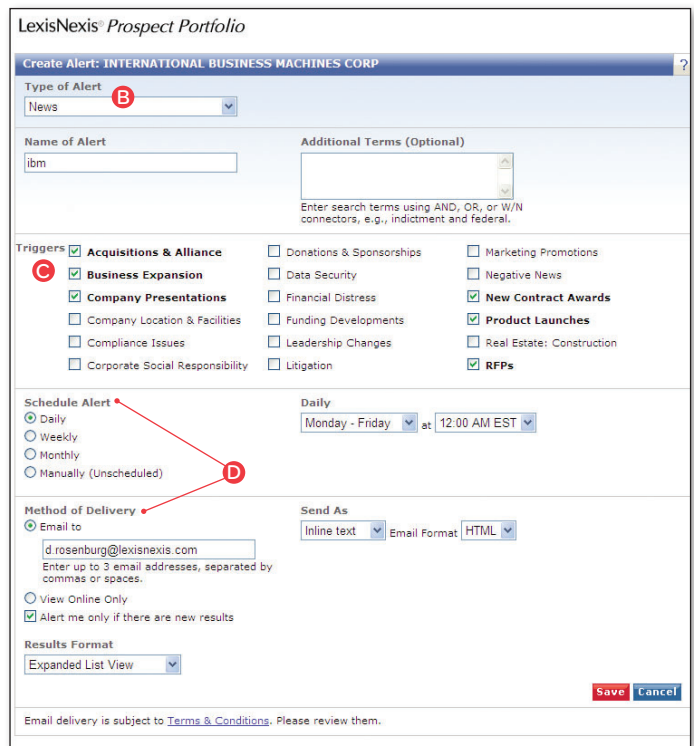 LexisNexis® Prospect Portfolio
Create Alert: INTERNATIONAL BUSINESS MACHINES CORP ?
Type of Alert
B
News
Name of Alert
Additional Terms (Optional)
ibm
Enter search terms using AND, OR, or W/N
connectors, e.g., indictment and federal.
Triggers
C
Acquisitions & Alliance Donations & Sponsorships Marketing Promotions
Business Expansion Data Security Negative News
Company Presentations Financial Distress New Contract Awards
Company Location & Facilities Funding Developments Product Launches
Compliance Issues Leadership Changes Real Estate: Construction
Corporate Social Responsibility Litigation RFPs
Schedule Alert Daily
Daily Monday - Friday at 12:00 AM EST
Weekly
Monthly
Manually (Unscheduled)
D
Method of Delivery Send As
Email to Inline text Email Format HTML
d.rosenburg@lexisnexis.com
Enter up to 3 email addresses, separated by
commas or spaces.
View Online Only
Alert me only if there are new results
Results Format
Expanded List View
Save Cancel
Email delivery is subject to Terms & Conditions. Please review them.